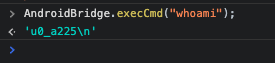 > AndroidBridge.execCmd("whoami");
< 'u0_a225\n'
>